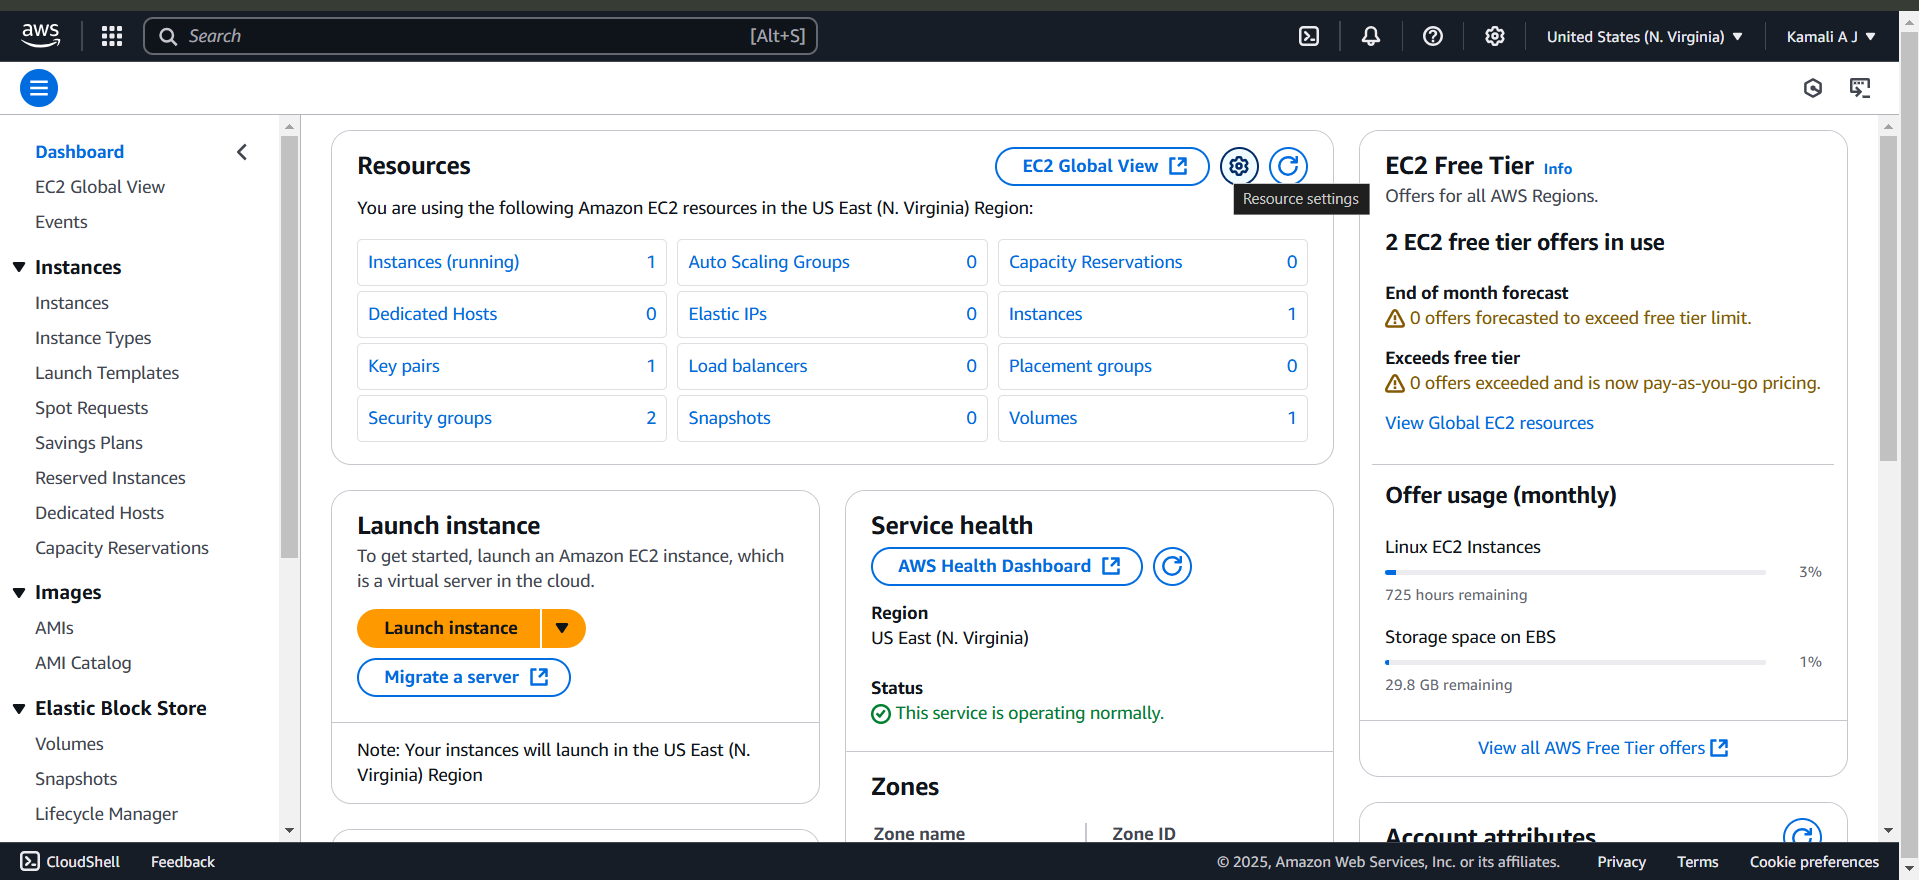 aws
Search [Alt+S]
United States (N. Virginia)
Kamali A J
Dashboard
EC2 Global View
Events
Instances
Instances
Instance Types
Launch Templates
Spot Requests
Savings Plans
Reserved Instances
Dedicated Hosts
Capacity Reservations
Images
AMIs
AMI Catalog
Elastic Block Store
Volumes
Snapshots
Lifecycle Manager
Resources
EC2 Global View
Resource settings
You are using the following Amazon EC2 resources in the US East (N. Virginia) Region:
Instances (running) 1
Auto Scaling Groups 0
Capacity Reservations 0
Dedicated Hosts 0
Elastic IPs 0
Instances 1
Key pairs 1
Load balancers 0
Placement groups 0
Security groups 2
Snapshots 0
Volumes 1
Launch instance
To get started, launch an Amazon EC2 instance, which
is a virtual server in the cloud.
Launch instance
Migrate a server
Note: Your instances will launch in the US East (N.
Virginia) Region
Service health
AWS Health Dashboard
Region
US East (N. Virginia)
Status
This service is operating normally.
Zones
Zone name
Zone ID
EC2 Free Tier Info
Offers for all AWS Regions.
2 EC2 free tier offers in use
End of month forecast
0 offers forecasted to exceed free tier limit.
Exceeds free tier
0 offers exceeded and is now pay-as-you-go pricing.
View Global EC2 resources
Offer usage (monthly)
Linux EC2 Instances
3%
725 hours remaining
Storage space on EBS
1%
29.8 GB remaining
View all AWS Free Tier offers
Account attributes
CloudShell
Feedback
© 2025, Amazon Web Services, Inc. or its affiliates.
Privacy
Terms
Cookie preferences